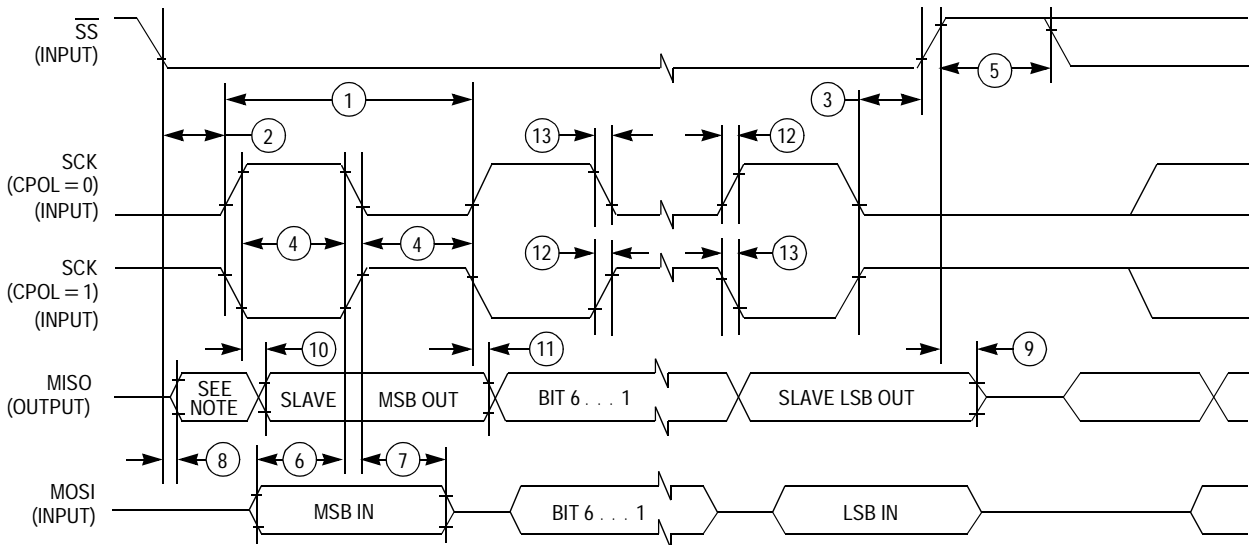 SS
(INPUT)
5
1
3
2
13
12
SCK
(CPOL = 0)
(INPUT)
4
4
12
13
SCK
(CPOL = 1)
(INPUT)
10
11
9
MISO
(OUTPUT)
SEE
NOTE
SLAVE
MSB OUT
BIT 6 . . . 1
SLAVE LSB OUT
8
6
7
MOSI
(INPUT)
MSB IN
BIT 6 . . . 1
LSB IN